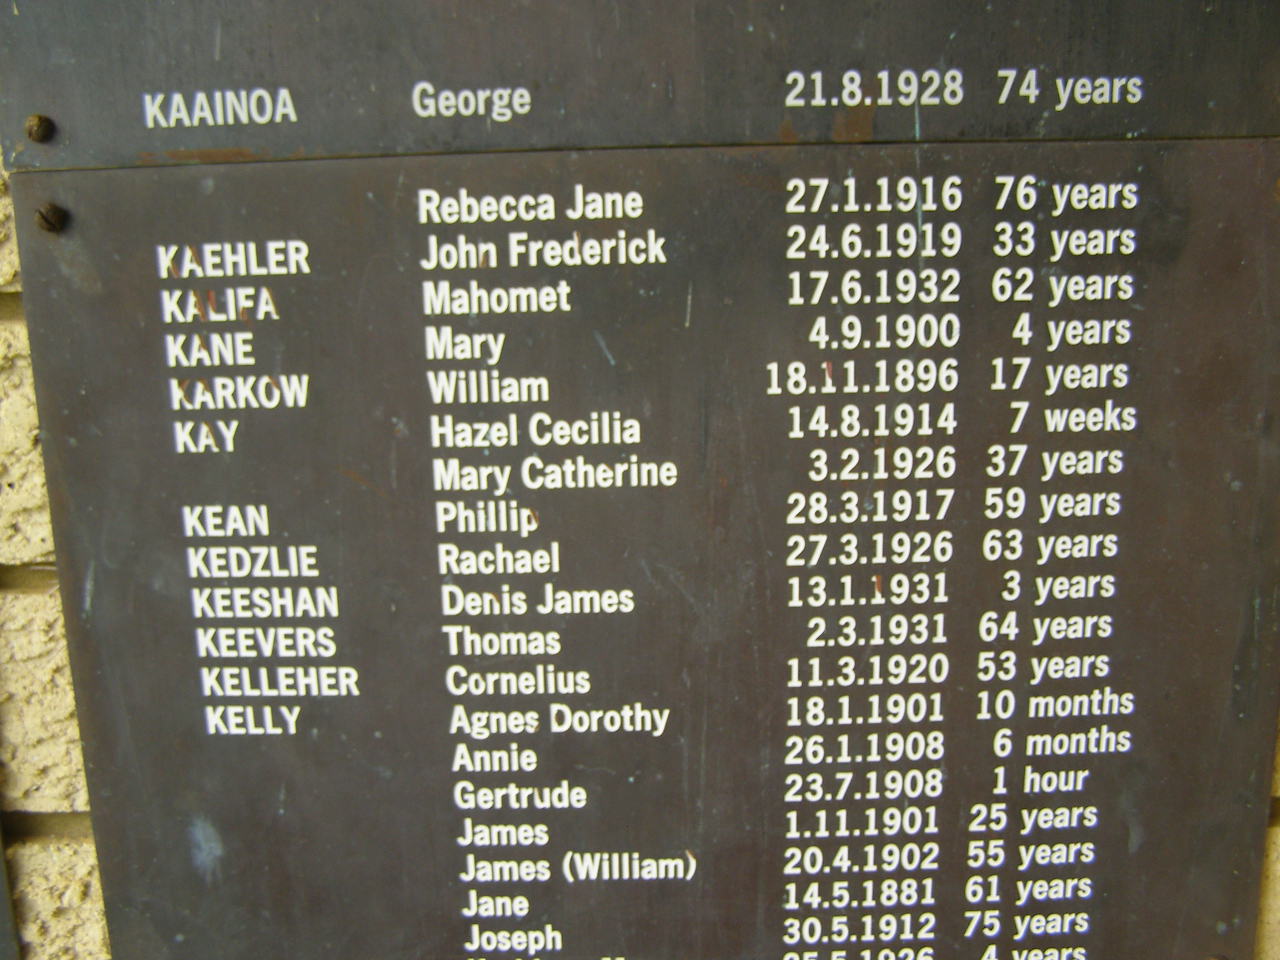 KAAINOA George 21.8.1928 74 years
Rebecca Jane 27.1.1916 76 years
KAEHLER John Frederick 24.6.1919 33 years
KALIFA Mahomet 17.6.1932 62 years
KANE Mary 4.9.1900 4 years
KARKOW William 18.11.1896 17 years
KAY Hazel Cecilia 14.8.1914 7 weeks
Mary Catherine 3.2.1926 37 years
KEAN Phillip 28.3.1917 59 years
KEDZLIE Rachael 27.3.1926 63 years
KEESHAN Denis James 13.1.1931 3 years
KEEVERS Thomas 2.3.1931 64 years
KELLEHER Cornelius 11.3.1920 53 years
KELLY Agnes Dorothy 18.1.1901 10 months
Annie 26.1.1908 6 months
Gertrude 23.7.1908 1 hour
James 1.11.1901 25 years
James (William) 20.4.1902 55 years
Jane 14.5.1881 61 years
Joseph 30.5.1912 75 years
25.5.1926 4 years